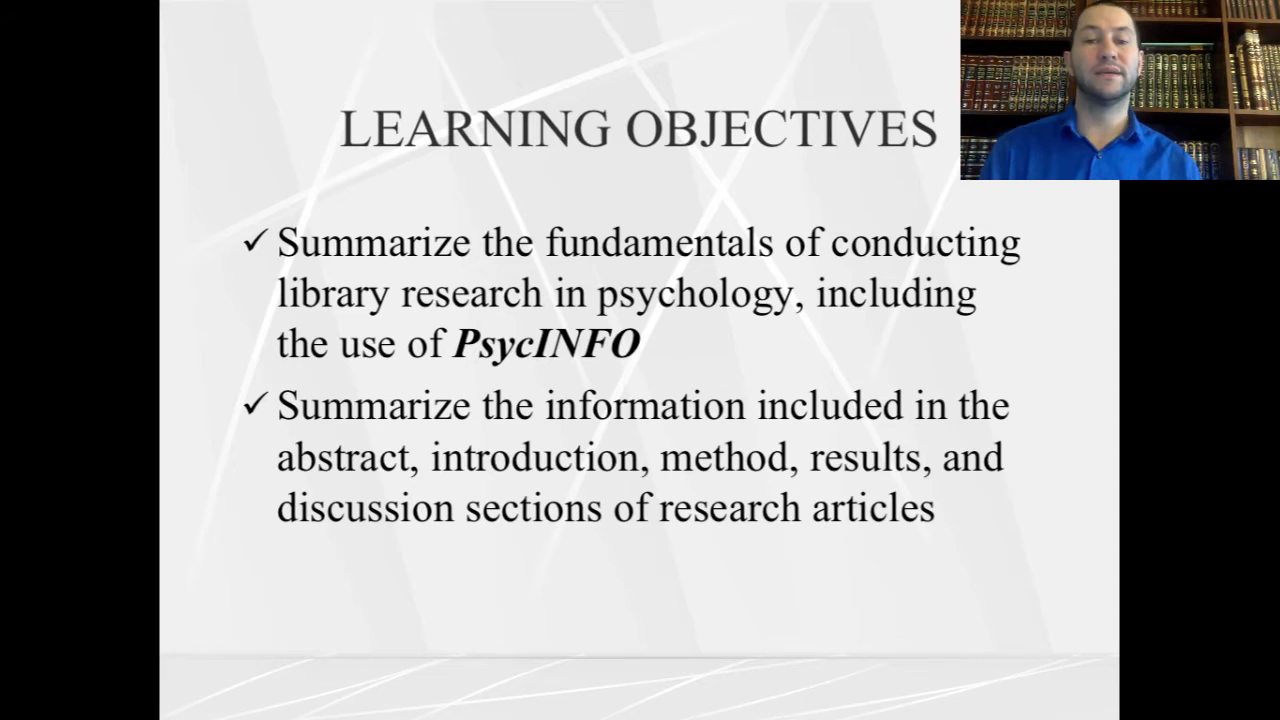 LEARNING OBJECTIVES
✓ Summarize the fundamentals of conducting
library research in psychology, including
the use of PsycINFO
✓ Summarize the information included in the
abstract, introduction, method, results, and
discussion sections of research articles